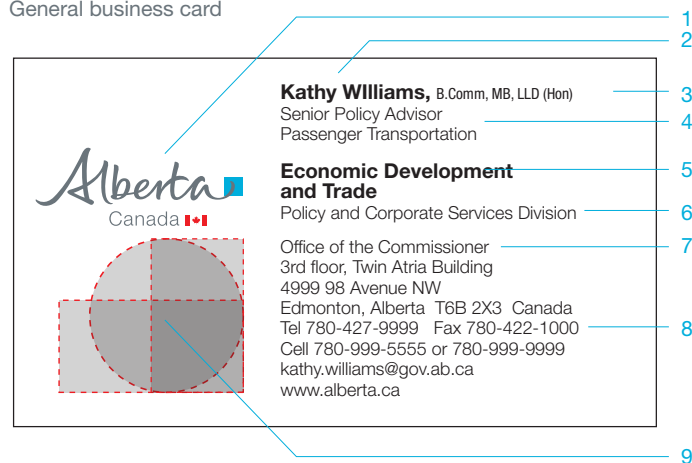 General business card
1
2
Kathy WIlliams, B.Comm, MB, LLD (Hon)
3
Senior Policy Advisor
4
Passenger Transportation
Alberta
Canada
Economic Development
5
and Trade
Policy and Corporate Services Division
6
Office of the Commissioner
7
3rd floor, Twin Atria Building
4999 98 Avenue NW
Edmonton, Alberta T6B 2X3 Canada
Tel 780-427-9999 Fax 780-422-1000
8
Cell 780-999-5555 or 780-999-9999
kathy.williams@gov.ab.ca
www.alberta.ca
9